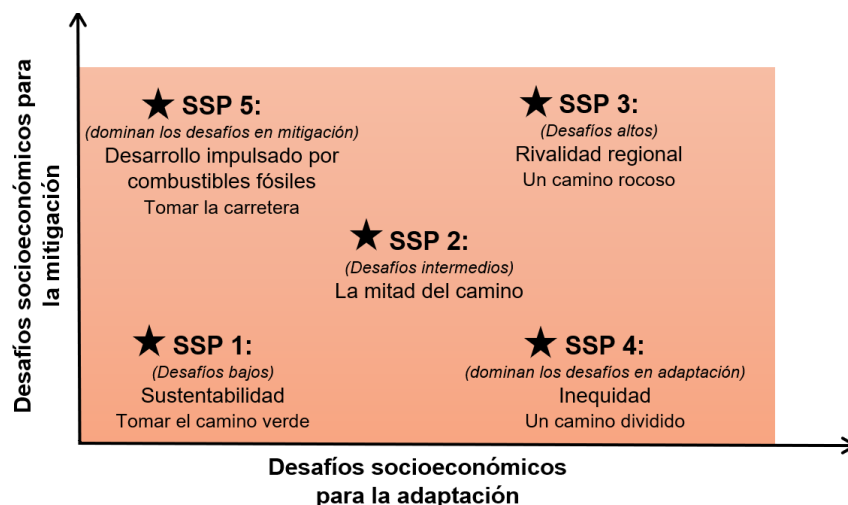 Desafíos socioeconómicos para
la mitigación
SSP 5:
(dominan los desafíos en mitigación)
Desarrollo impulsado por
combustibles fósiles
Tomar la carretera
SSP 3:
(Desafíos altos)
Rivalidad regional
Un camino rocoso
SSP 2:
(Desafíos intermedios)
La mitad del camino
SSP 1:
(Desafíos bajos)
Sustentabilidad
Tomar el camino verde
SSP 4:
(dominan los desafíos en adaptación)
Inequidad
Un camino dividido
Desafíos socioeconómicos
para la adaptación